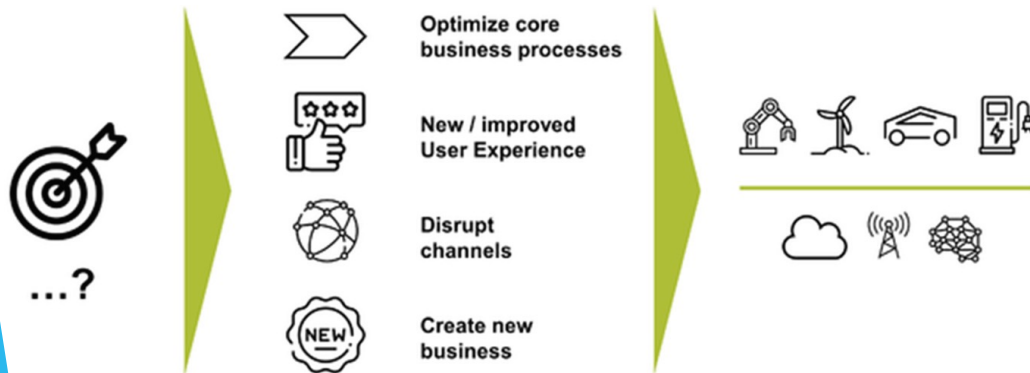 Optimize core
business processes
New / improved
User Experience
Disrupt
channels
NEW
Create new
business
...?